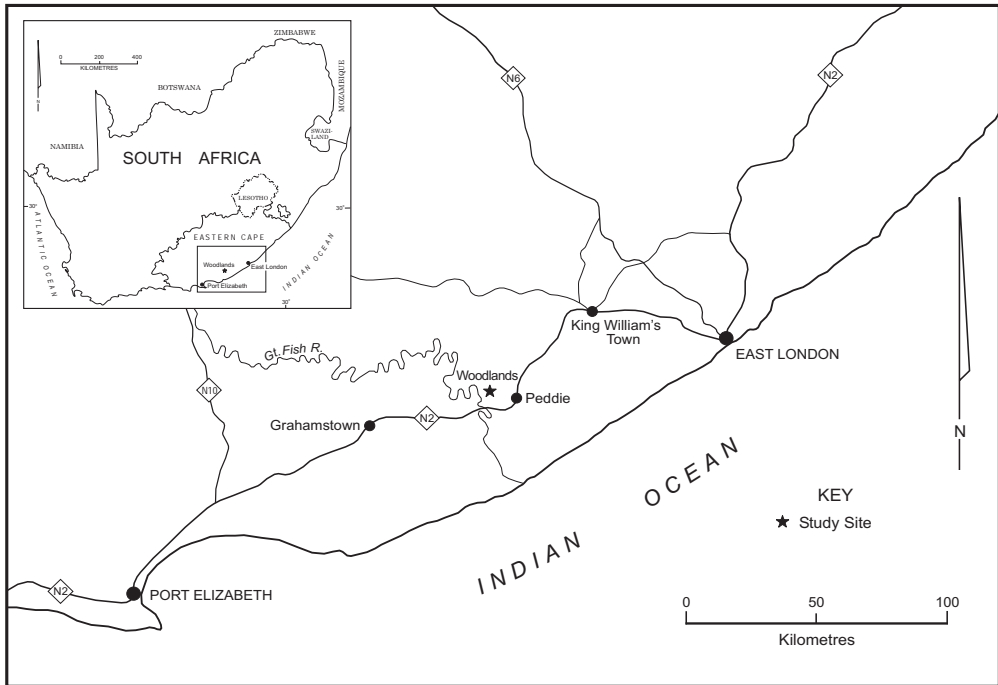 ZIMBABWE
0 200 400
KILOMETRES
BOTSWANA
MOZAMBIQUE
N
NAMIBIA
SWAZI-
LAND
SOUTH AFRICA
LESOTHO
30°
30°
ATLANTIC OCEAN
EASTERN CAPE
Woodlands
East London
Port Elizabeth
INDIAN OCEAN
30°
N6
N2
Gt. Fish R.
King William's
Town
EAST LONDON
Woodlands
N10
Peddie
N2
Grahamstown
N
INDIAN OCEAN
KEY
Study Site
N2
PORT ELIZABETH
0 50 100
Kilometres